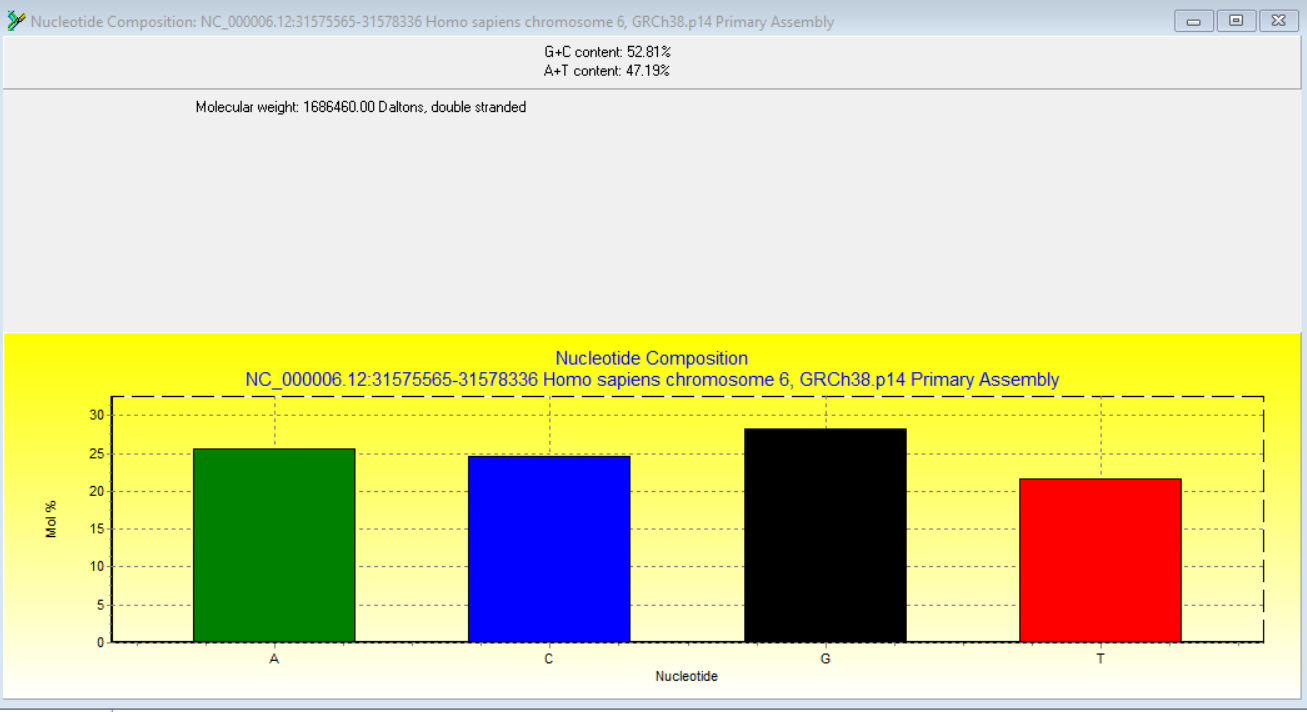 Nucleotide Composition: NC_000006.12:31575565-31578336 Homo sapiens chromosome 6, GRCh38.p14 Primary Assembly
G+C content: 52.81%
A+T content: 47.19%
Molecular weight: 1686460.00 Daltons, double stranded
Nucleotide Composition
NC_000006.12:31575565-31578336 Homo sapiens chromosome 6, GRCh38.p14 Primary Assembly
30
25
20
15
10
5
0
Mol %
A C G T
Nucleotide